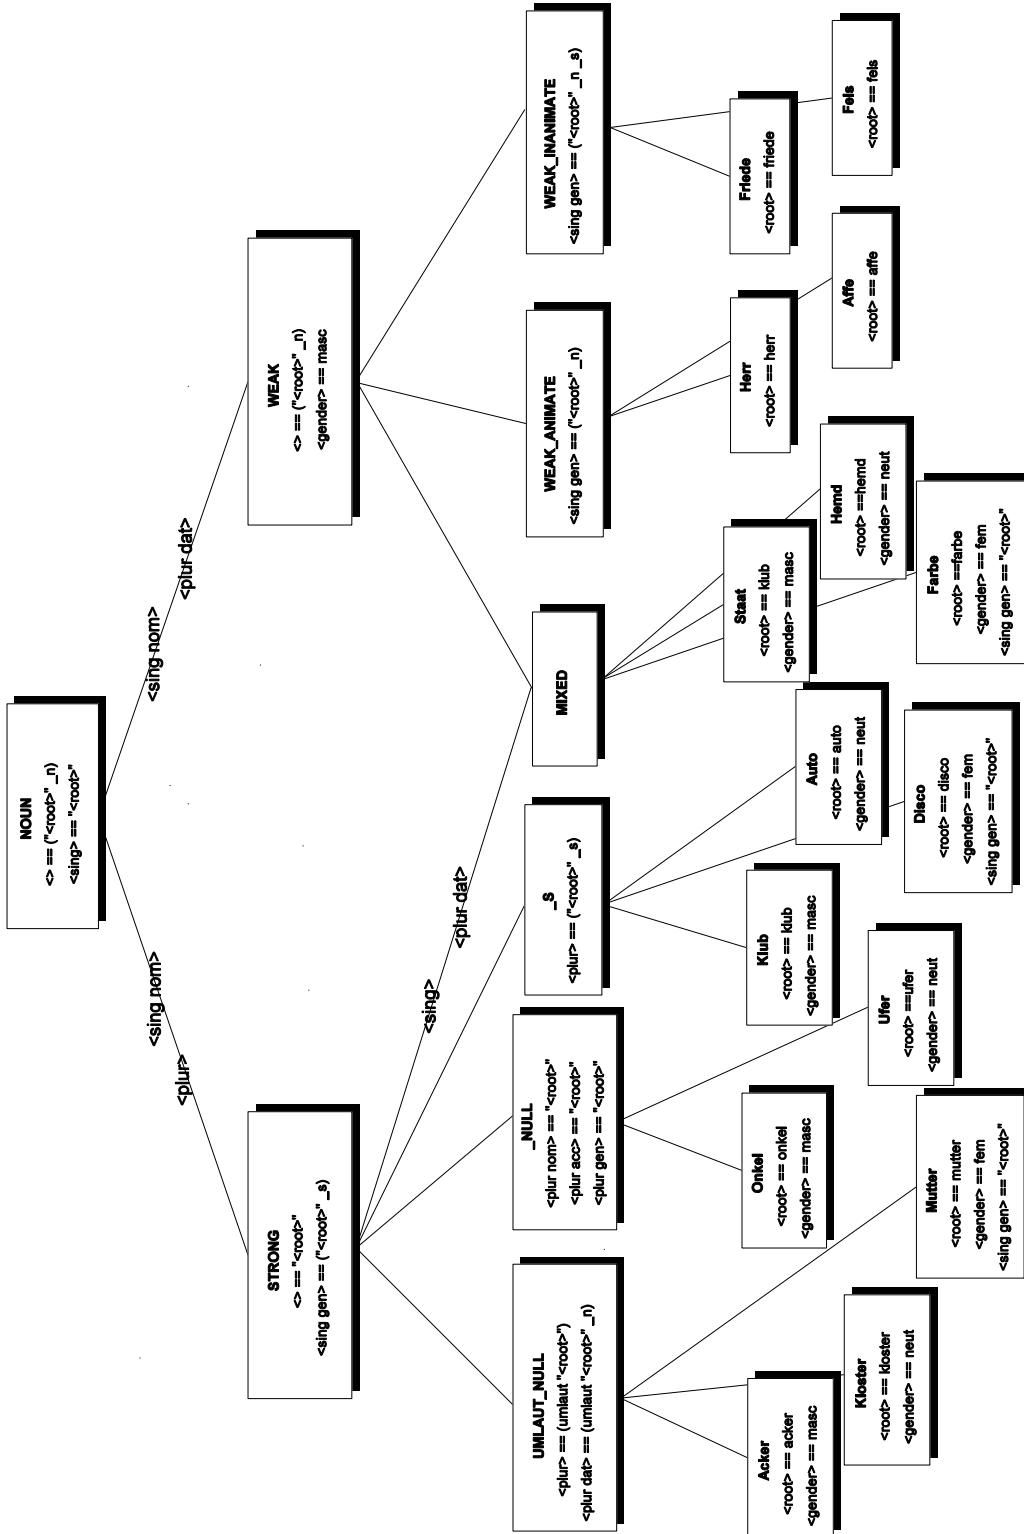 NOUN
<> == ("<root>" _n)
<sing> == "<root>"
<plur>
<sing nom>
<sing nom>
<plur dat>
STRONG
<> == "<root>"
<sing gen> == ("<root>" _s)
WEAK
<> == ("<root>" _n)
<gender> == masc
<sing>
<plur dat>
UMLAUT_NULL
<plur> == (umlaut "<root>")
<plur dat> == (umlaut "<root>" _n)
_NULL
<plur nom> == "<root>"
<plur acc> == "<root>"
<plur gen> == "<root>"
_S
<plur> == ("<root>" _s)
MIXED
WEAK_ANIMATE
<sing gen> == ("<root>" _n)
WEAK_INANIMATE
<sing gen> == ("<root>" _n _s)
Acker
<root> == acker
<gender> == masc
Kloster
<root> == kloster
<gender> == neut
Mutter
<root> == mutter
<gender> == fem
<sing gen> == "<root>"
Onkel
<root> == onkel
<gender> == masc
Ufer
<root> ==ufer
<gender> == neut
Klub
<root> == klub
<gender> == masc
Disco
<root> == disco
<gender> == fem
<sing gen> == "<root>"
Auto
<root> == auto
<gender> == neut
Staat
<root> == klub
<gender> == masc
Farbe
<root> ==farbe
<gender> == fem
<sing gen> == "<root>"
Hemd
<root> ==hemd
<gender> == neut
Herr
<root> == herr
Affe
<root> == affe
Friede
<root> == friede
Fels
<root> == fels